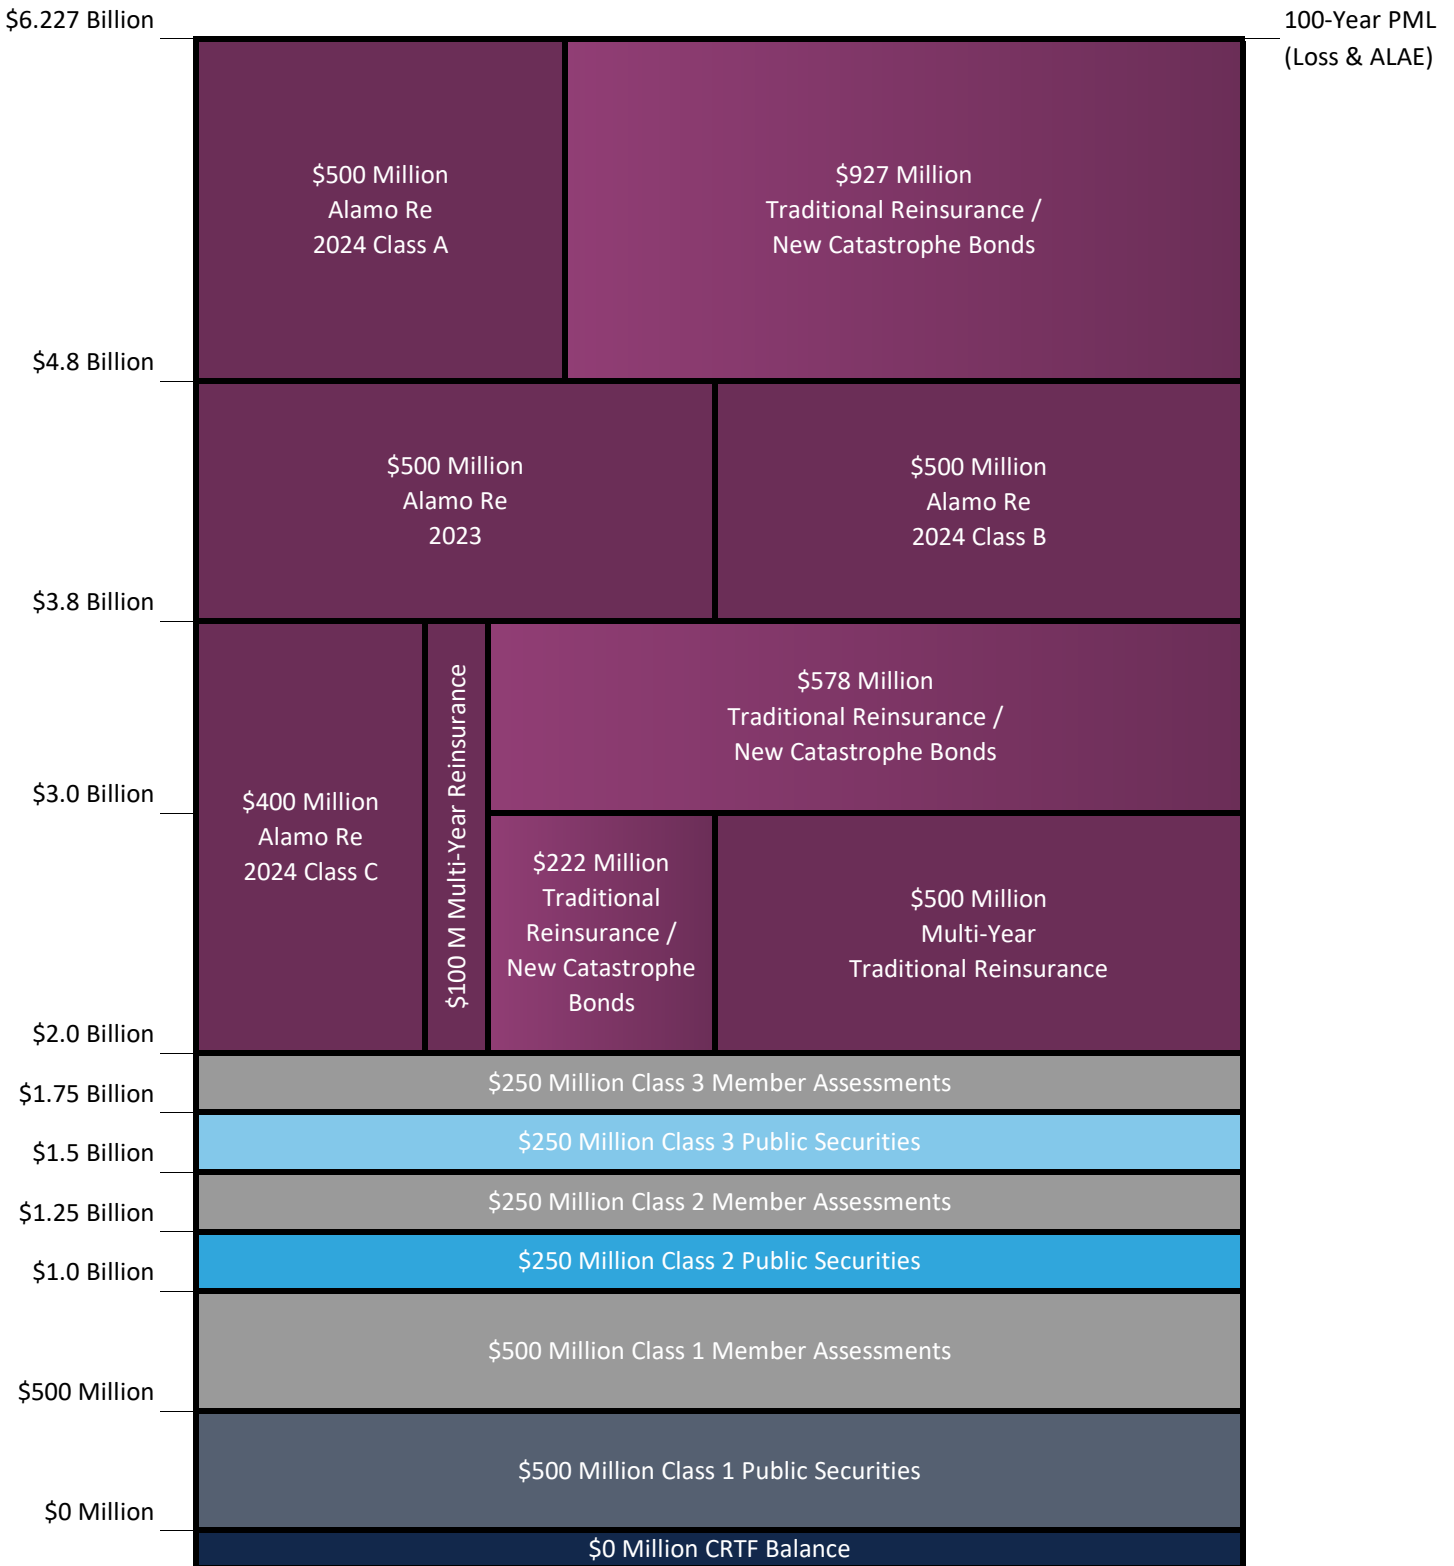 $6.227 Billion
100-Year PML
(Loss & ALAE)
$500 Million
Alamo Re
2024 Class A
$927 Million
Traditional Reinsurance /
New Catastrophe Bonds
$4.8 Billion
$500 Million
Alamo Re
2023
$500 Million
Alamo Re
2024 Class B
$3.8 Billion
$400 Million
Alamo Re
2024 Class C
$100 M Multi-Year Reinsurance
$578 Million
Traditional Reinsurance /
New Catastrophe Bonds
$3.0 Billion
$222 Million
Traditional
Reinsurance /
New Catastrophe
Bonds
$500 Million
Multi-Year
Traditional Reinsurance
$2.0 Billion
$250 Million Class 3 Member Assessments
$1.75 Billion
$250 Million Class 3 Public Securities
$1.5 Billion
$250 Million Class 2 Member Assessments
$1.25 Billion
$250 Million Class 2 Public Securities
$1.0 Billion
$500 Million Class 1 Member Assessments
$500 Million
$500 Million Class 1 Public Securities
$0 Million
$0 Million CRTF Balance